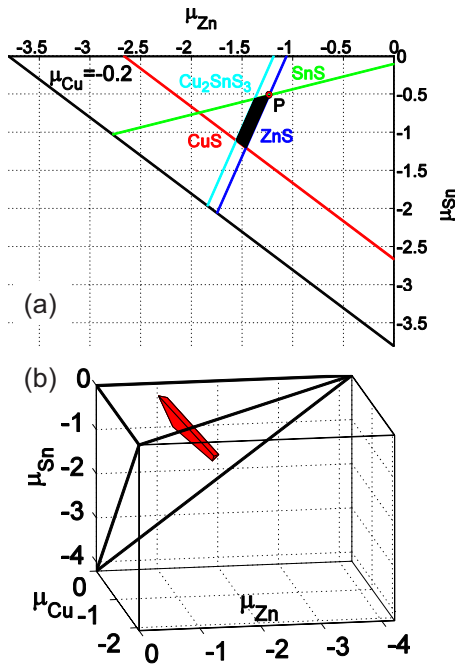 μZn
-3.5 -3 -2.5 -2 -1.5 -1 -0.5 0
μCu=-0.2
Cu2SnS3
SnS
0
-0.5
P
CuS
ZnS
-1
-1.5
-2
μSn
-2.5
-3
-3.5
(a)
(b)
0
-1
-2
-3
-4
μSn
0
-1
-2
μCu
0 -1 -2 -3 -4
μZn